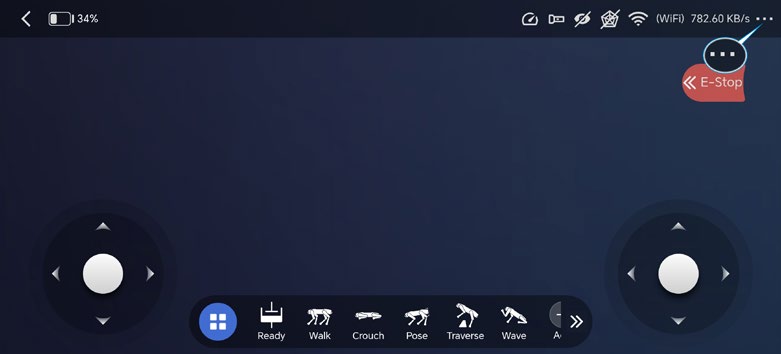 34%
(WiFi) 782.60 KB/s ...
...
E-Stop
Ready Walk Crouch Pose Traverse Wave